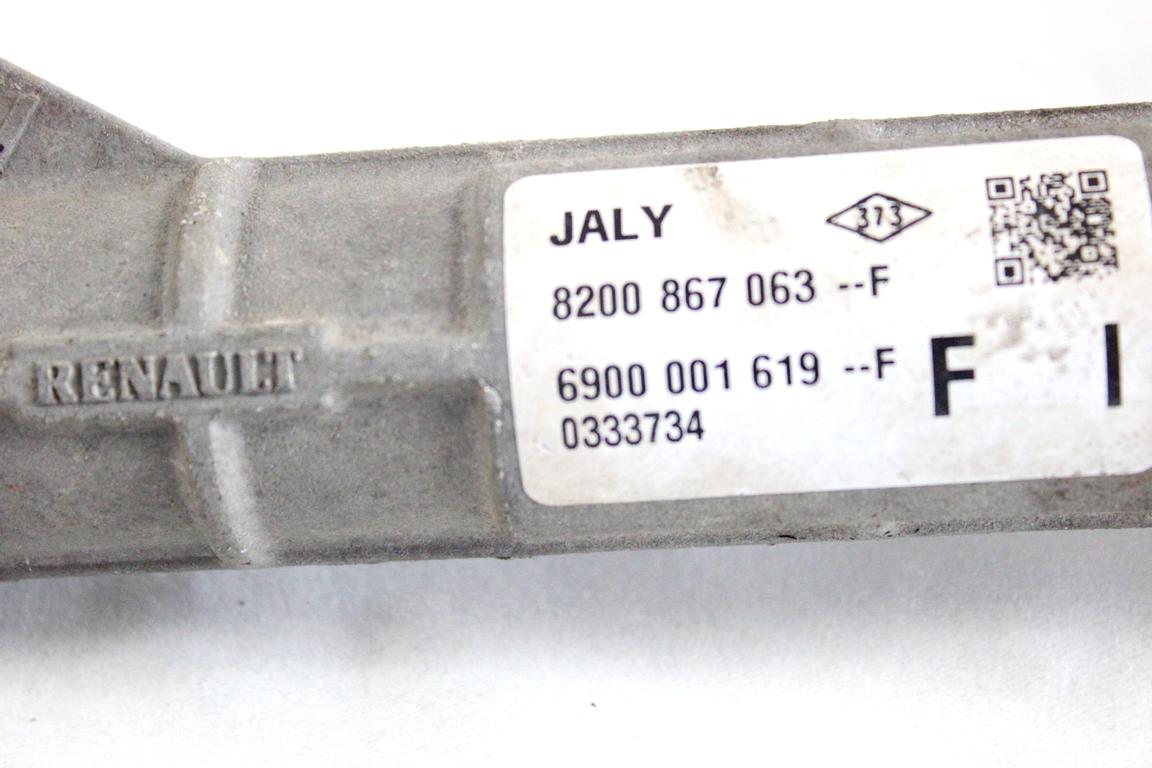 RENAULT
JALY
373
8200 867 063 --F
6900 001 619 --F
F I
0333734